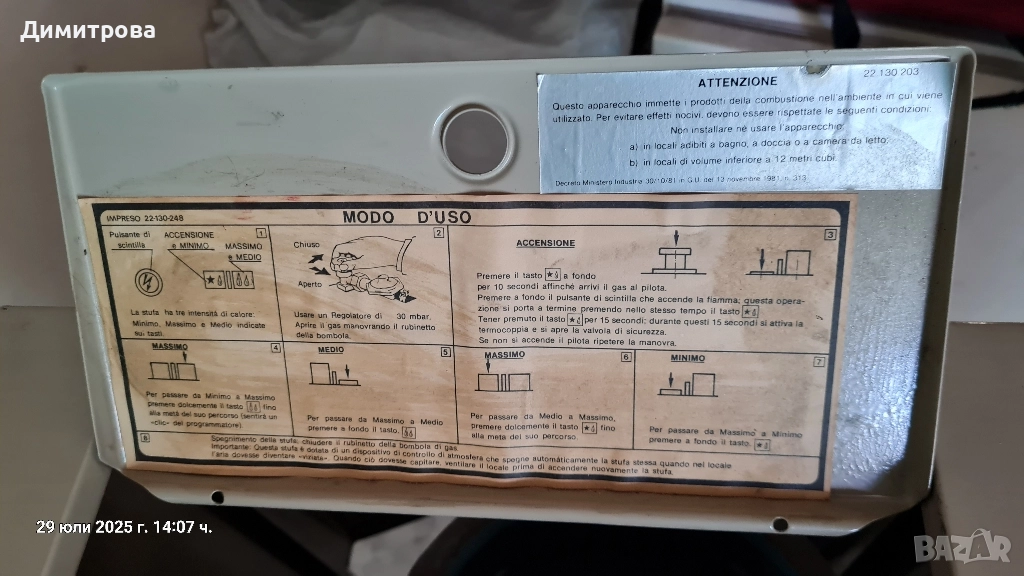 Димитрова
ATTENZIONE
22 130 203
Questo apparecchio immette i prodotti della combustione nell'ambiente in cui viene
utilizzato. Per evitare effetti nocivi, devono essere rispettate le seguenti condizioni:
Non installare né usare l'apparecchio:
a) in locali adibiti a bagno, a doccia o a camera da letto;
b) in locali di volume inferiore a 12 metri cubi.
Decreto Ministero Industria 30/10/81 in G.U. del 13 novembre 1981, n. 313
IMPRESO 22-130-248
MODO D'USO
1
Pulsante di
scintilla
ACCENSIONE
e MINIMO
MASSIMO
e MEDIO
La stufa ha tre intensità di calore:
Minimo, Massimo e Medio indicate
sui tasti.
2
Chiuso
Aperto
Usare un Regolatore di 30 mbar.
Aprire il gas manovrando il rubinetto
della bombola.
3
ACCENSIONE
Premere il tasto a fondo
per 10 secondi affinché arrivi il gas al pilota.
Premere a fondo il pulsante di scintilla che accende la fiamma; questa opera-
zione si porta a termine premendo nello stesso tempo il tasto
Tener premuto il tasto per 15 secondi; durante questi 15 secondi si attiva la
termocoppia e si apre la valvola di sicurezza.
Se non si accende il pilota ripetere la manovra.
MASSIMO
4
Per passare da Minimo a Massimo
premere dolcemente il tasto fino
alla metà del suo percorso (sentirà un
«clic» del programmatore).
MEDIO
5
Per passare da Massimo a Medio
premere a fondo il tasto.
MASSIMO
6
Per passare da Medio a Massimo,
premere dolcemente il tasto fino
alla metà del suo percorso.
MINIMO
7
Per passare da Massimo a Minimo
premere a fondo il tasto.
8
Spegnimento della stufa: chiudere il rubinetto della bombola di gas.
Importante: Questa stufa è dotata di un dispositivo di controllo di atmosfera che spegne automaticamente la stufa stessa quando nel locale
l'aria dovesse diventare «viziata». Quando ciò dovesse capitare, ventilare il locale prima di accendere nuovamente la stufa.
29 юли 2025 г. 14:07 ч.
BAZAR